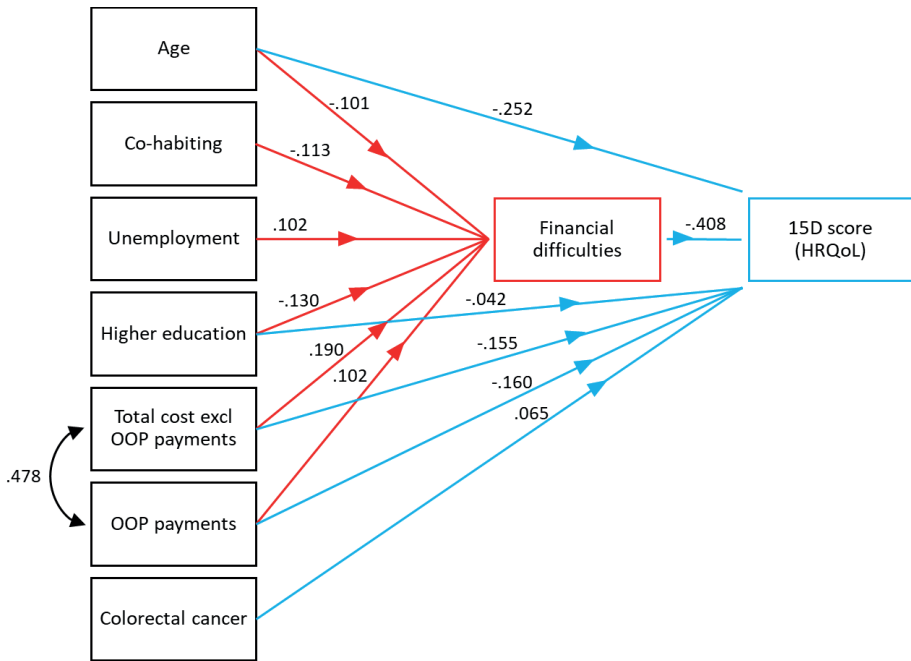 Age
-.101
-.252
Co-habiting
-.113
Unemployment
.102
Financial
difficulties
-.408
15D score
(HRQoL)
Higher education
-.130
-.042
.190
-.155
.102
-.160
.065
Total cost excl
OOP payments
.478
OOP payments
Colorectal cancer